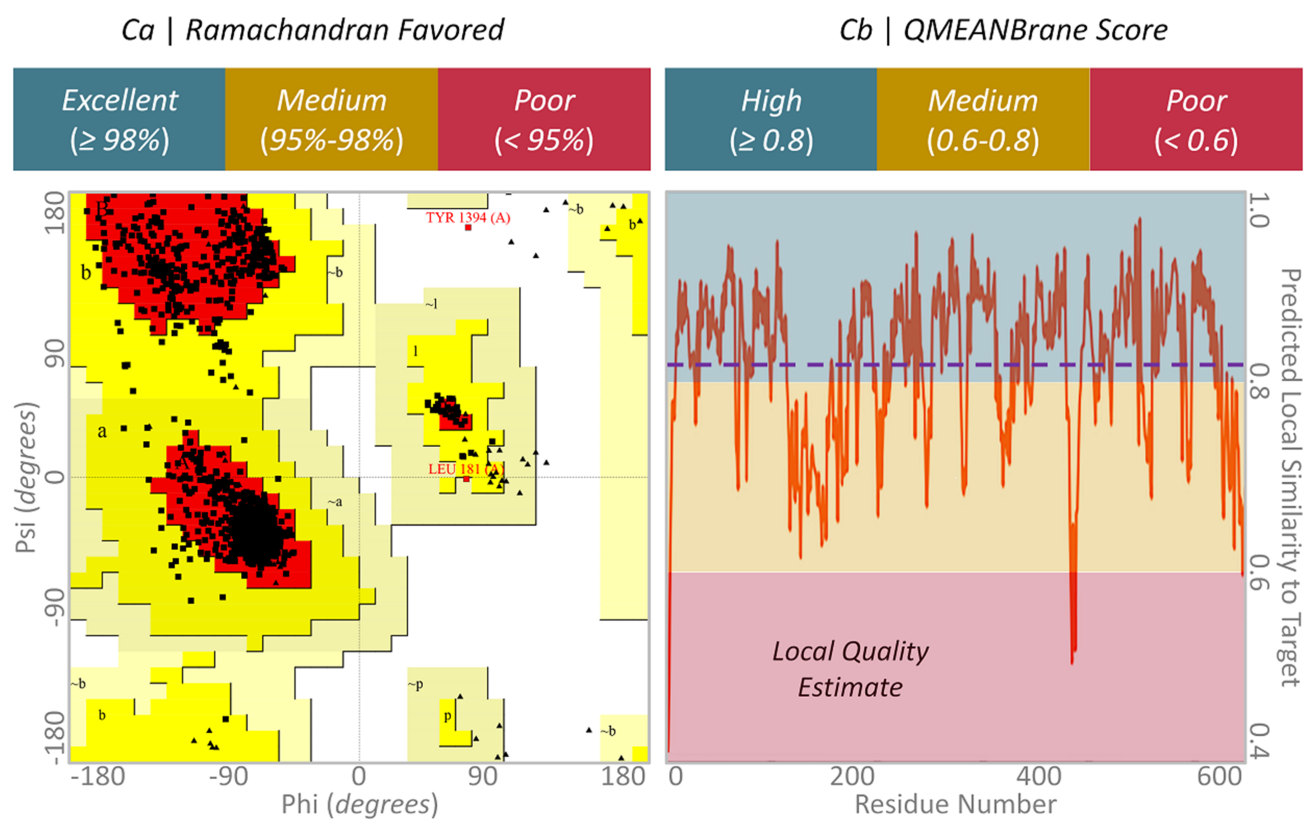 Ca | Ramachandran Favored
Excellent
(≥ 98%)
Medium
(95%-98%)
Poor
(< 95%)
180
90
0
-90
-180
Psi (degrees)
B
b
~b
TYR 1394 (A)
~b
b
~l
l
a
LEU 181 (A)
~a
~b
b
~p
p
~b
-180
-90
0
90
180
Phi (degrees)
Cb | QMEANBrane Score
High
(≥ 0.8)
Medium
(0.6-0.8)
Poor
(< 0.6)
Local Quality
Estimate
1.0
0.8
0.6
0.4
Predicted Local Similarity to Target
0
200
400
600
Residue Number